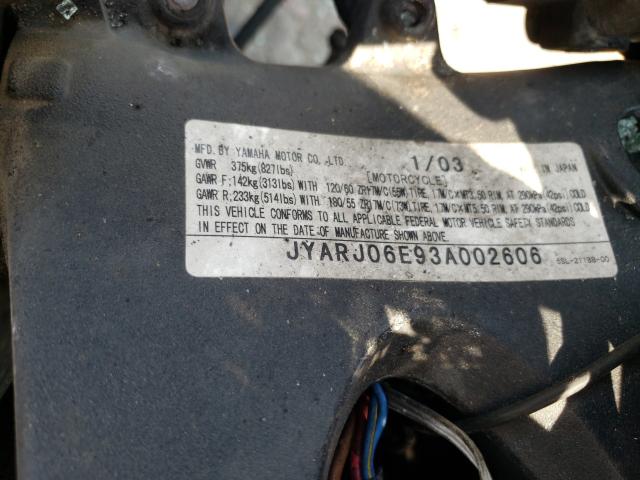 MFD. BY YAMAHA MOTOR CO., LTD. 1/03 IN JAPAN
GVWR 375kg(827lbs) [MOTORCYCLE]
GAWR F:142kg(313lbs) WITH 120/60 ZR17M/C(55W)TIRE, 17M/C×MT3.50 RIM, AT 290kPa(42psi)COLD
GAWR R:233kg(514lbs) WITH 180/55 ZR17M/C(73W)TIRE, 17M/C×MT5.50 RIM, AT 290kPa(42psi)COLD
THIS VEHICLE CONFORMS TO ALL APPLICABLE FEDERAL MOTOR VEHICLE SAFETY STANDARDS
IN EFFECT ON THE DATE OF MANUFACTURE SHOWN ABOVE.
JYARJ06E93A002606 5SL-21198-00